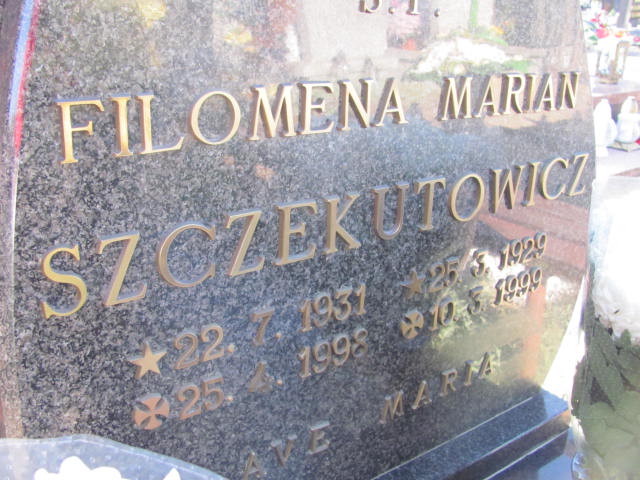 Ś.P.
FILOMENA MARIAN
SZCZEKUTOWICZ
22. 7. 1931 25. 3. 1929
25. 4. 1998 10. 3. 1999
AVE MARIA